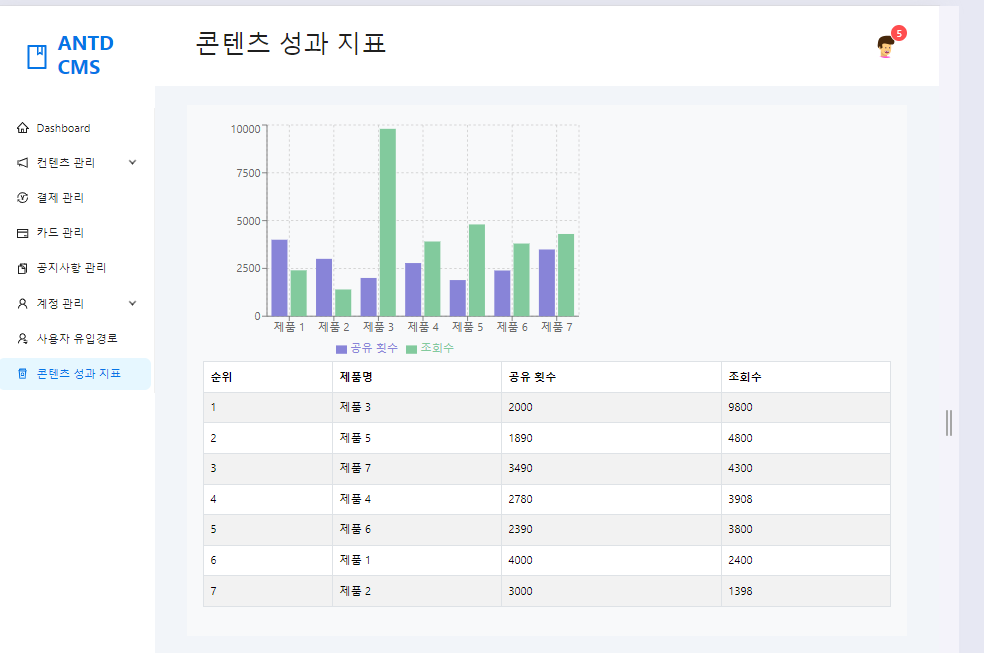 ANTD
CMS
콘텐츠 성과 지표
5
Dashboard
컨텐츠 관리
결제 관리
카드 관리
공지사항 관리
계정 관리
사용자 유입경로
콘텐츠 성과 지표
10000
7500
5000
2500
0
제품 1 제품 2 제품 3 제품 4 제품 5 제품 6 제품 7
공유 횟수 조회수
순위 제품명 공유 횟수 조회수
1 제품 3 2000 9800
2 제품 5 1890 4800
3 제품 7 3490 4300
4 제품 4 2780 3908
5 제품 6 2390 3800
6 제품 1 4000 2400
7 제품 2 3000 1398